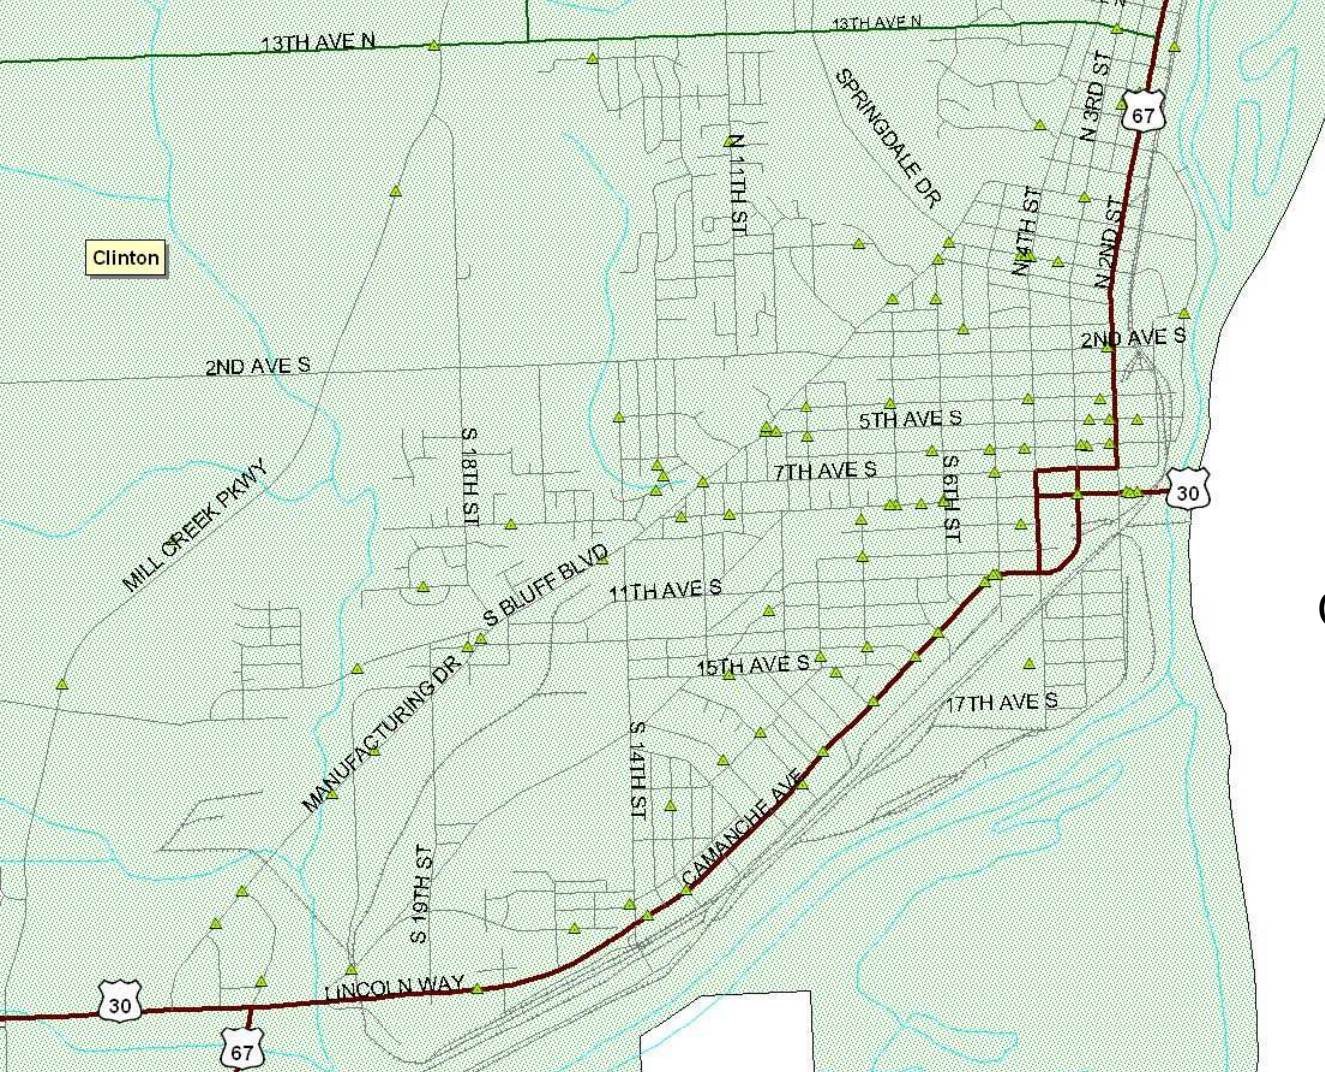 13TH AVE N
13TH AVE N
SPRINGDALE DR
N 3RD ST
67
N 11TH ST
N 4TH ST
N 2ND ST
Clinton
2ND AVE S
2ND AVE S
5TH AVE S
7TH AVE S
S 6TH ST
30
S 18TH ST
MILL CREEK PKWY
S BLUFF BLVD
11TH AVE S
15TH AVE S
17TH AVE S
MANUFACTURING DR
S 14TH ST
CAMANCHE AVE
S 19TH ST
LINCOLN WAY
30
67